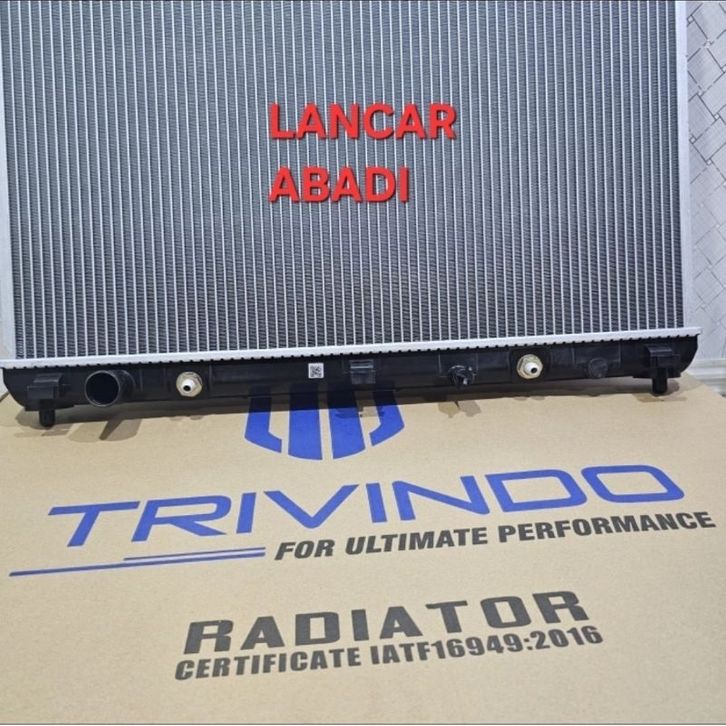 LANCAR
ABADI
TRIVINDO
FOR ULTIMATE PERFORMANCE
RADIATOR
CERTIFICATE IATF16949:2016